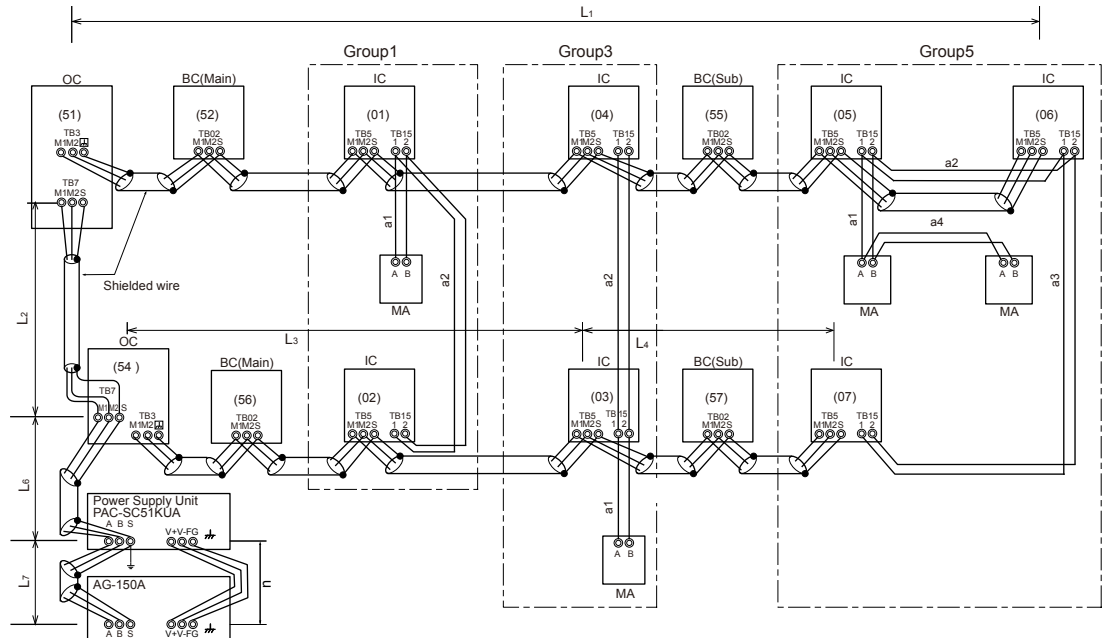 L1
Group1
Group3
Group5
OC
(51)
TB3
M1M2
TB7
M1M2S
BC(Main)
(52)
TB02
M1M2S
IC
(01)
TB5
M1M2S
TB15
1 2
IC
(04)
TB5
M1M2S
TB15
1 2
BC(Sub)
(55)
TB02
M1M2S
IC
(05)
TB5
M1M2S
TB15
1 2
IC
(06)
TB5
M1M2S
TB15
1 2
a2
a1
a4
a1
a2
a2
a3
A B
MA
A B
MA
A B
MA
Shielded wire
L2
L3
L4
OC
(54 )
TB7
M1M2 S
TB3
M1M2
BC(Main)
(56)
TB02
M1M2S
IC
(02)
TB5
M1M2S
TB15
1 2
IC
(03)
TB5
M1M2S
TB15
1 2
BC(Sub)
(57)
TB02
M1M2S
IC
(07)
TB5
M1M2S
TB15
1 2
a1
A B
MA
L6
Power Supply Unit
PAC-SC51KUA
A B S
V+V-FG
L7
n
AG-150A
A B S
V+V-FG